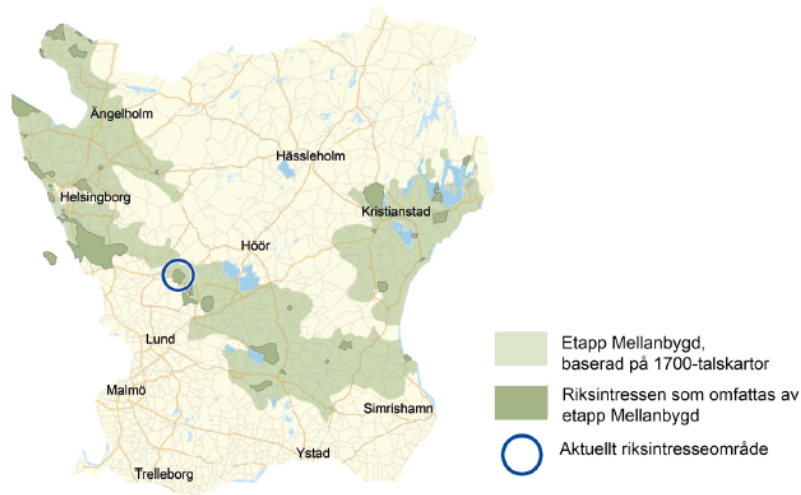 Ängelholm
Hässleholm
Helsingborg
Kristianstad
Höör
Lund
Malmö
Simrishamn
Ystad
Trelleborg
Etapp Mellanbygd,
baserad på 1700-talskartor
Riksintressen som omfattas av
etapp Mellanbygd
Aktuellt riksintresseområde